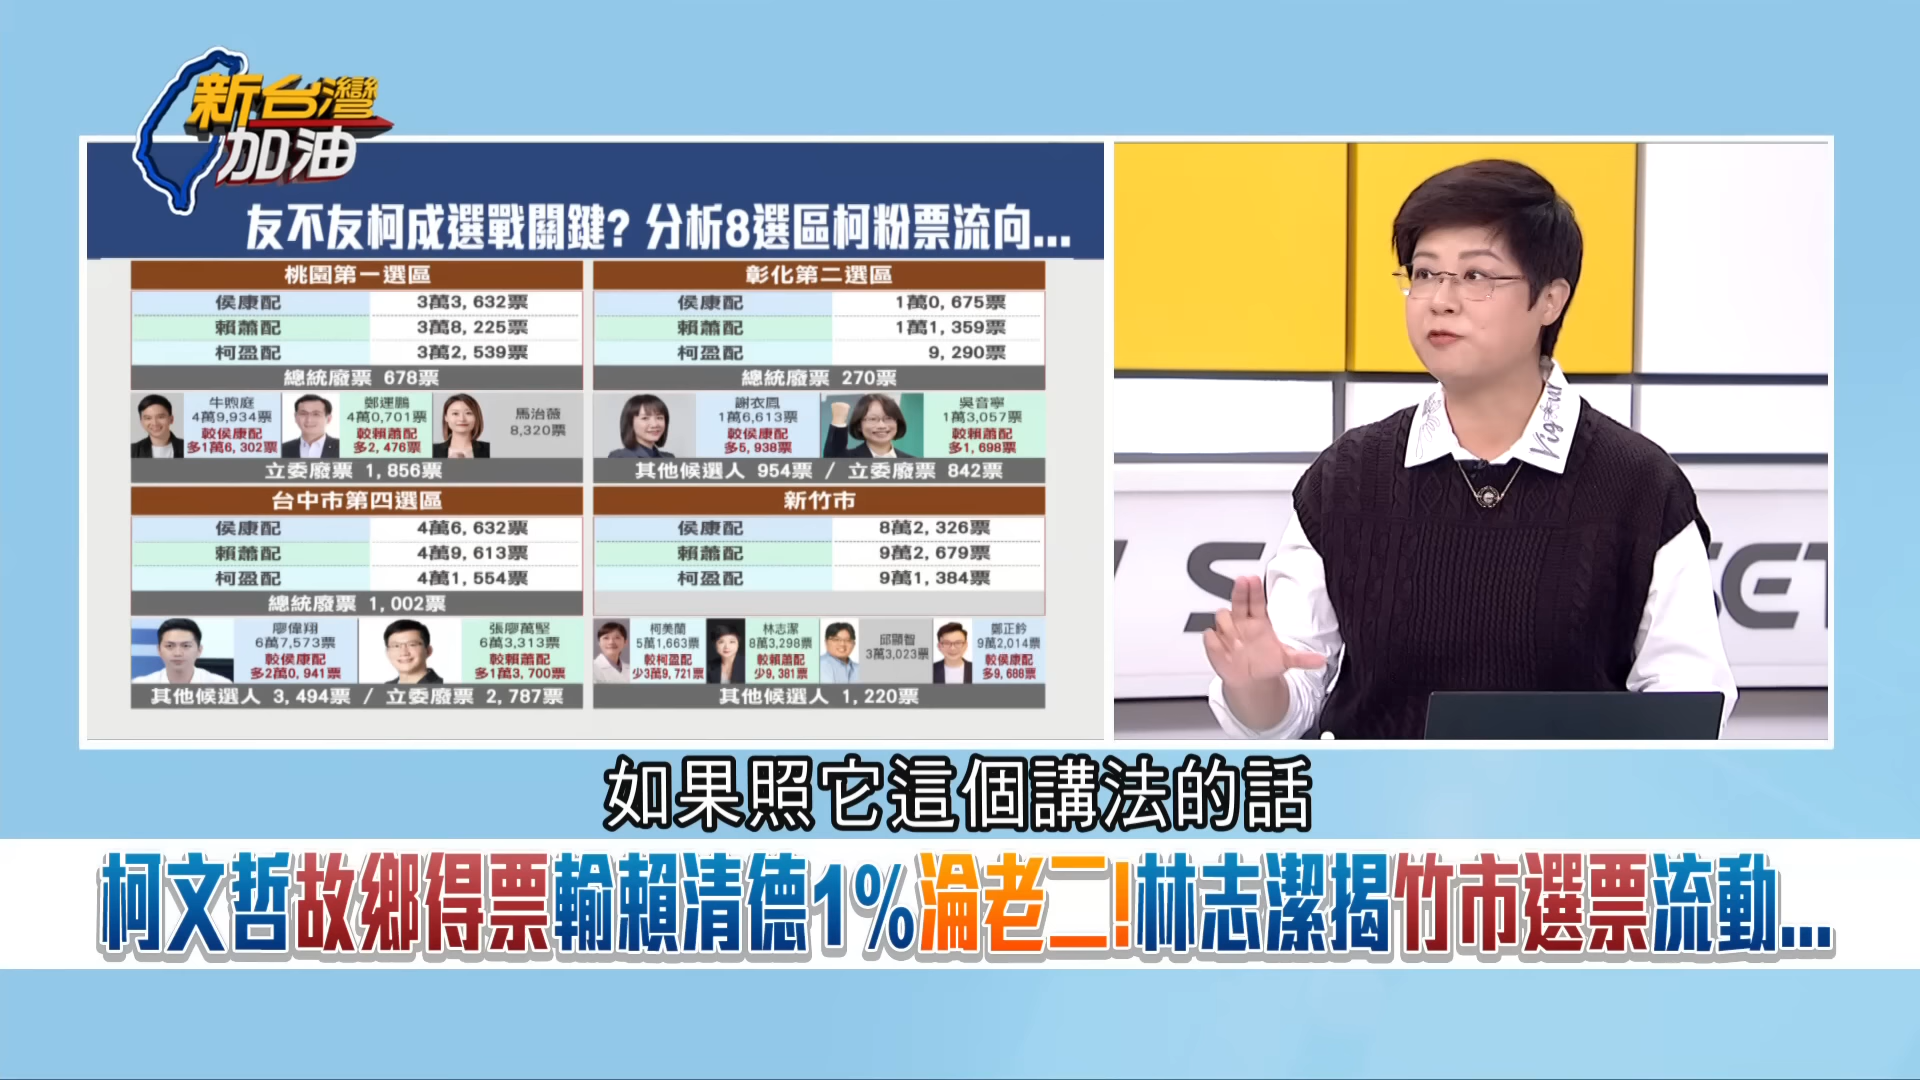 新台灣
加油
友不友柯成選戰關鍵? 分析8選區柯粉票流向...
桃園第一選區
侯康配 3萬3,632票
賴蕭配 3萬8,225票
柯盈配 3萬2,539票
總統廢票 678票
牛煦庭
4萬9,934票
較侯康配
多1萬6,302票
鄭運鵬
4萬0,701票
較賴蕭配
多2,476票
馬治薇
8,320票
立委廢票 1,856票
彰化第二選區
侯康配 1萬0,675票
賴蕭配 1萬1,359票
柯盈配 9,290票
總統廢票 270票
謝衣鳳
1萬6,613票
較侯康配
多5,938票
吳音寧
1萬3,057票
較賴蕭配
多1,698票
其他候選人 954票 / 立委廢票 842票
台中市第四選區
侯康配 4萬6,632票
賴蕭配 4萬9,613票
柯盈配 4萬1,554票
總統廢票 1,002票
廖偉翔
6萬7,573票
較侯康配
多2萬0,941票
張廖萬堅
6萬3,313票
較賴蕭配
多1萬3,700票
其他候選人 3,494票 / 立委廢票 2,787票
新竹市
侯康配 8萬2,326票
賴蕭配 9萬2,679票
柯盈配 9萬1,384票
柯美蘭
5萬1,663票
較柯盈配
少3萬9,721票
林志潔
8萬3,298票
較賴蕭配
少9,381票
邱顯智
3萬3,023票
鄭正鈐
9萬2,014票
較侯康配
多9,688票
其他候選人 1,220票
Vigour
SET
如果照它這個講法的話
柯文哲故鄉得票輸賴清德1%淪老二!林志潔揭竹市選票流動...